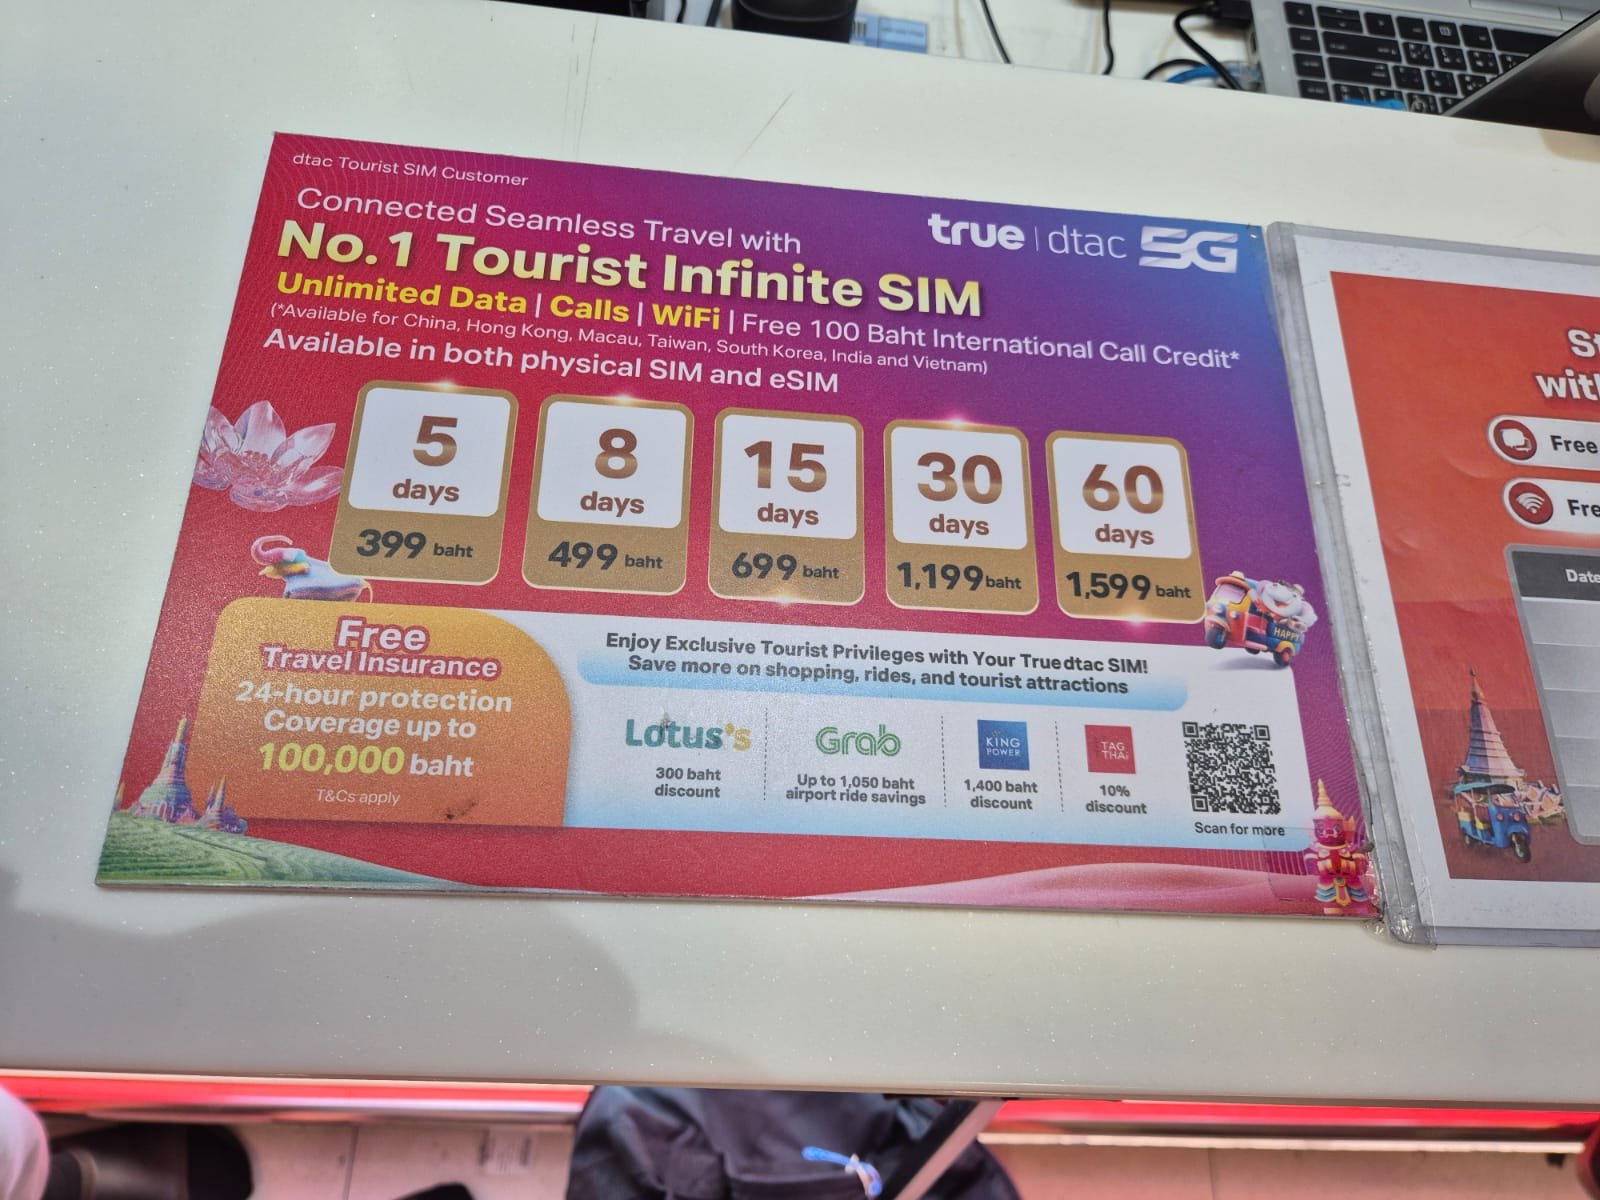 dtac Tourist SIM Customer
Connected Seamless Travel with
true | dtac 5G
No.1 Tourist Infinite SIM
Unlimited Data | Calls | WiFi | Free 100 Baht International Call Credit*
(*Available for China, Hong Kong, Macau, Taiwan, South Korea, India and Vietnam)
Available in both physical SIM and eSIM
5
days
399 baht
8
days
499 baht
15
days
699 baht
30
days
1,199 baht
60
days
1,599 baht
HAPPY
Free
Travel Insurance
24-hour protection
Coverage up to
100,000 baht
T&Cs apply
Enjoy Exclusive Tourist Privileges with Your Truedtac SIM!
Save more on shopping, rides, and tourist attractions
Lotus's
300 baht
discount
Grab
Up to 1,050 baht
airport ride savings
KING
POWER
1,400 baht
discount
TAG
THAi
10%
discount
Scan for more
Free
Date